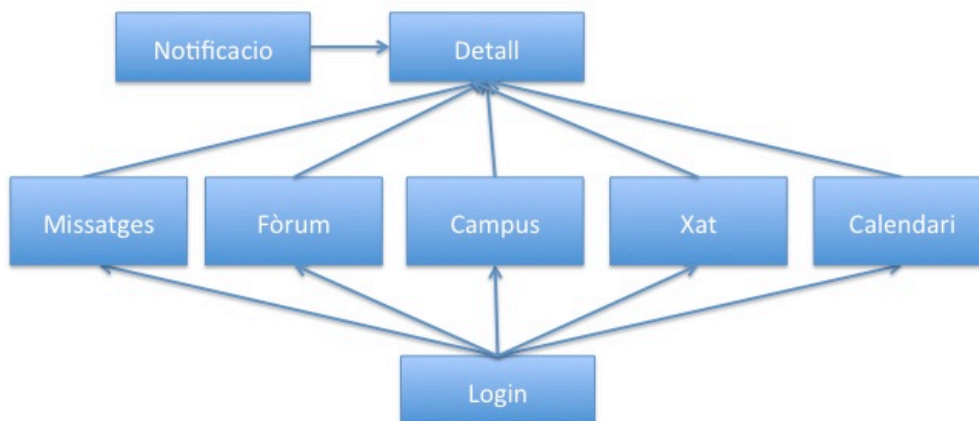 Notificacio
Detall
Missatges
Fòrum
Campus
Xat
Calendari
Login